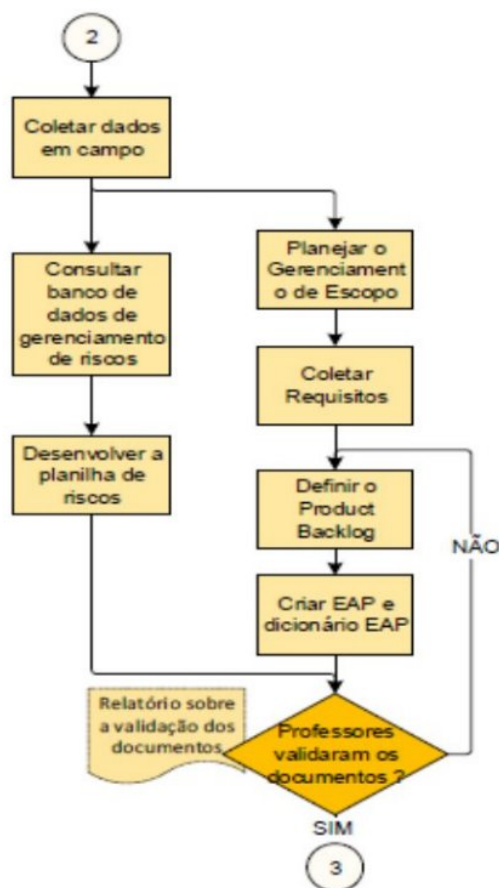 2
Coletar dados
em campo
Consultar
banco de
dados de
gerenciamento
de riscos
Desenvolver a
planilha de
riscos
Planejar o
Gerenciament
o de Escopo
Coletar
Requisitos
Definir o
Product
Backlog
NÃO
Criar EAP e
dicionário EAP
Relatório sobre
a validação dos
documentos
Professores
validaram os
documentos ?
SIM
3